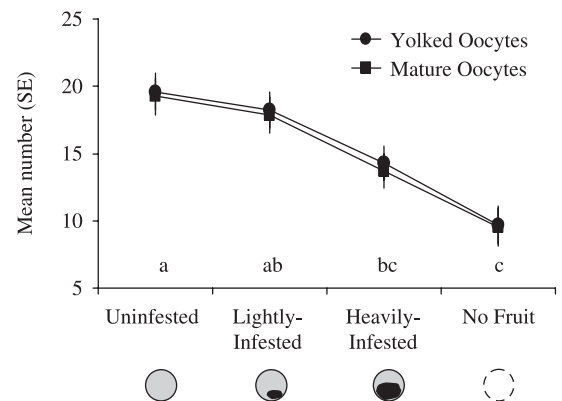 25
20
15
10
5
Mean number (SE)
Yolked Oocytes
Mature Oocytes
a ab bc c
Uninfested Lightly- Heavily- No Fruit
Infested Infested